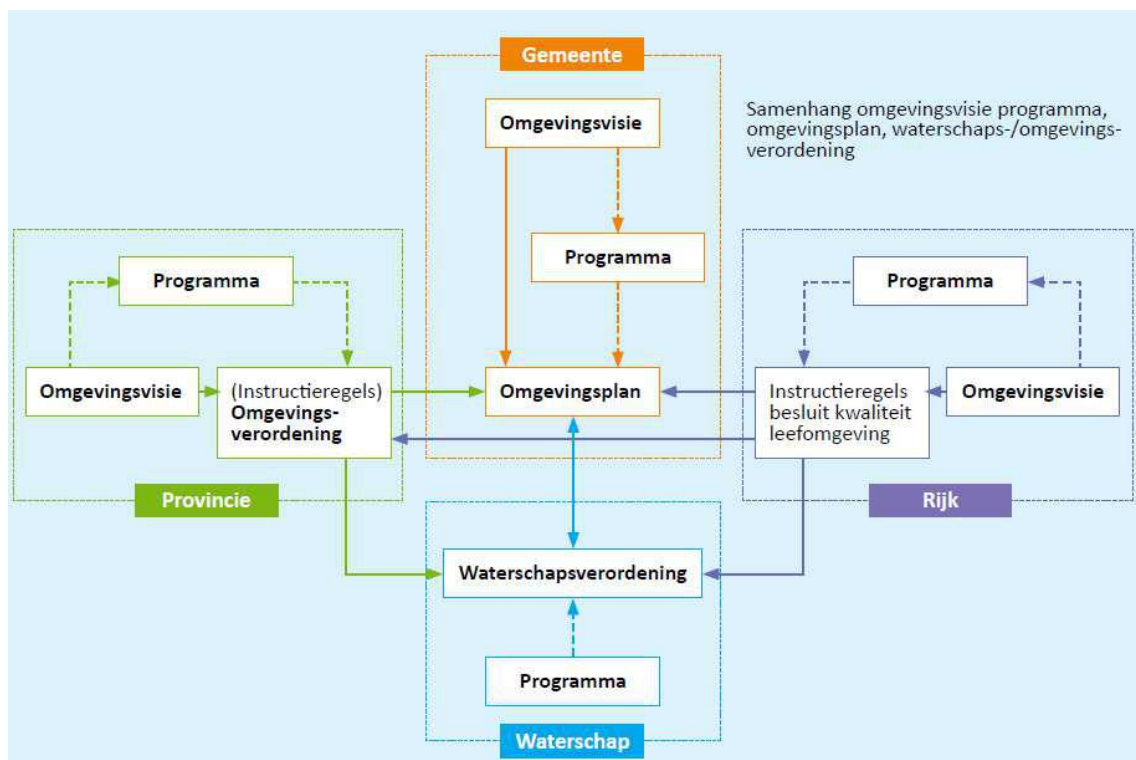 Gemeente
Omgevingsvisie
Programma
Omgevingsplan
Samenhang omgevingsvisie programma,
omgevingsplan, waterschaps-/omgevings-
verordening
Programma
Omgevingsvisie
(Instructieregels)
Omgevings-
verordening
Provincie
Programma
Instructieregels
besluit kwaliteit
leefomgeving
Omgevingsvisie
Rijk
Waterschapsverordening
Programma
Waterschap